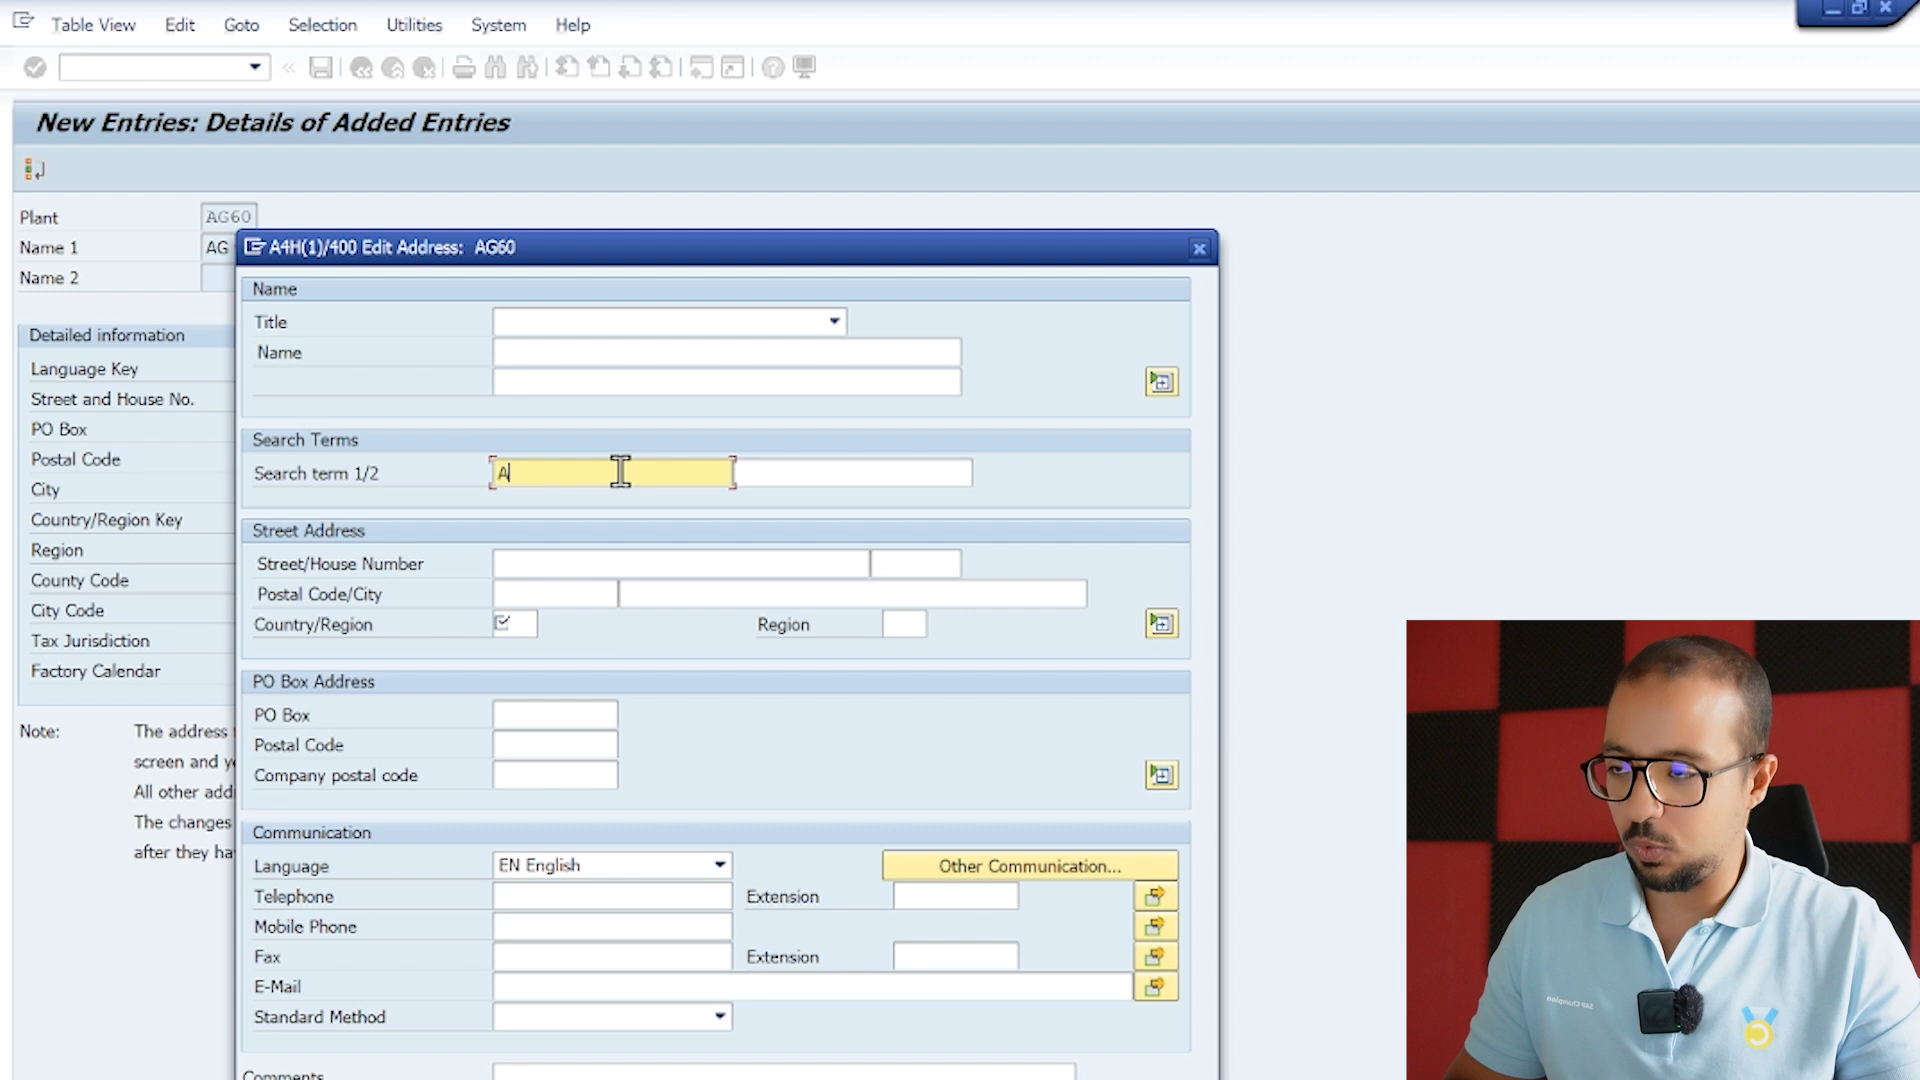 Table View Edit Goto Selection Utilities System Help
New Entries: Details of Added Entries
Plant AG60
Name 1 AG
Name 2
A4H(1)/400 Edit Address: AG60
Detailed information
Language Key
Street and House No.
PO Box
Postal Code
City
Country/Region Key
Region
County Code
City Code
Tax Jurisdiction
Factory Calendar
Note: The address
screen and
All other
The changes
after they
Name
Title
Name
Search Terms
Search term 1/2 A
Street Address
Street/House Number
Postal Code/City
Country/Region Region
PO Box Address
PO Box
Postal Code
Company postal code
Communication
Language EN English Other Communication...
Telephone Extension
Mobile Phone
Fax Extension
E-Mail
Standard Method
Comments
SAP Champion